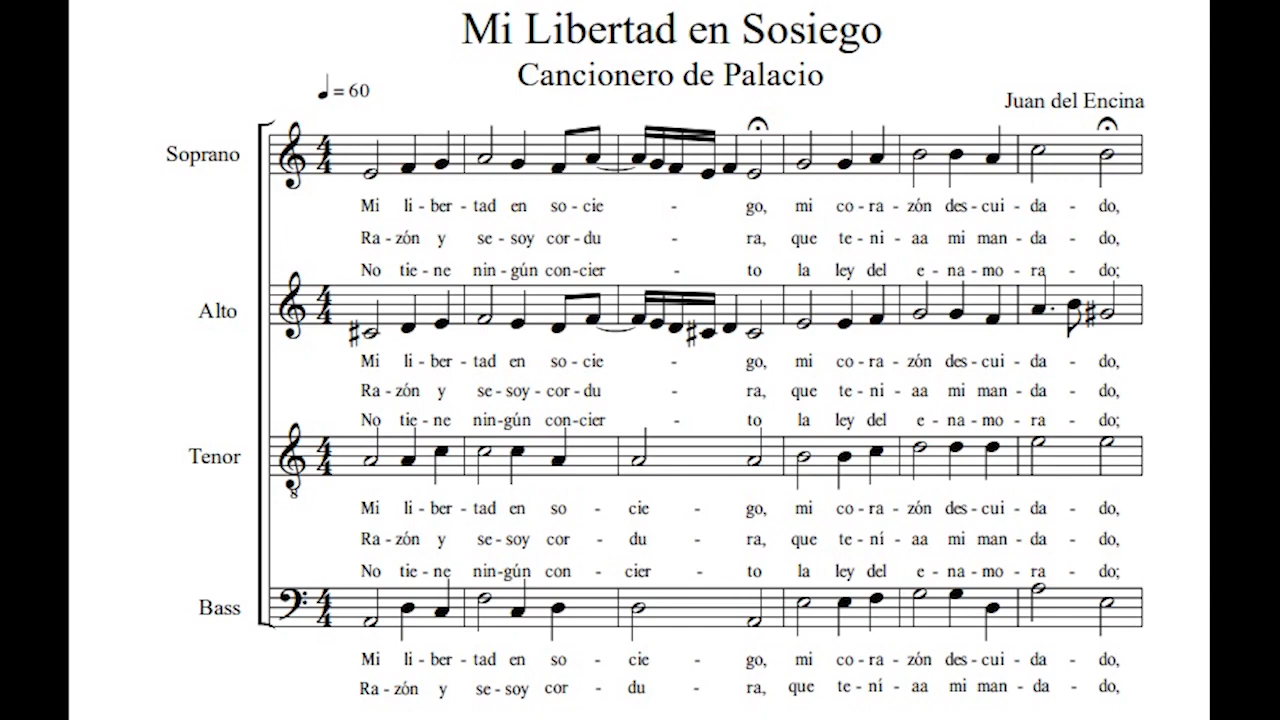 Mi Libertad en Sosiego
Cancionero de Palacio
= 60
Juan del Encina
Soprano
4 4
Mi li - ber - tad en so - cie - go, mi co - ra - zón des - cui - da - do,
Ra - zón y se - soy cor - du - ra, que te - ni - aa mi man - da - do,
No tie - ne nin - gún con - cier - to la ley del e - na - mo - ra - do;
Alto
4 4
Mi li - ber - tad en so - cie - go, mi co - ra - zón des - cui - da - do,
Ra - zón y se - soy - cor - du - ra, que te - ni - aa mi man - da - do,
No tie - ne nin - gún con - cier - to la ley del e - na - mo - ra - do;
Tenor
4 4
8
Mi li - ber - tad en so - cie - go, mi co - ra - zón des - cui - da - do,
Ra - zón y se - soy cor - du - ra, que te - ní - aa mi man - da - do,
No tie - ne nin - gún con - cier - to la ley del e - na - mo - ra - do;
Bass
4 4
Mi li - ber - tad en so - cie - go, mi co - ra - zón des - cui - da - do,
Ra - zón y se - soy cor - du - ra, que te - ní - aa mi man - da - do,